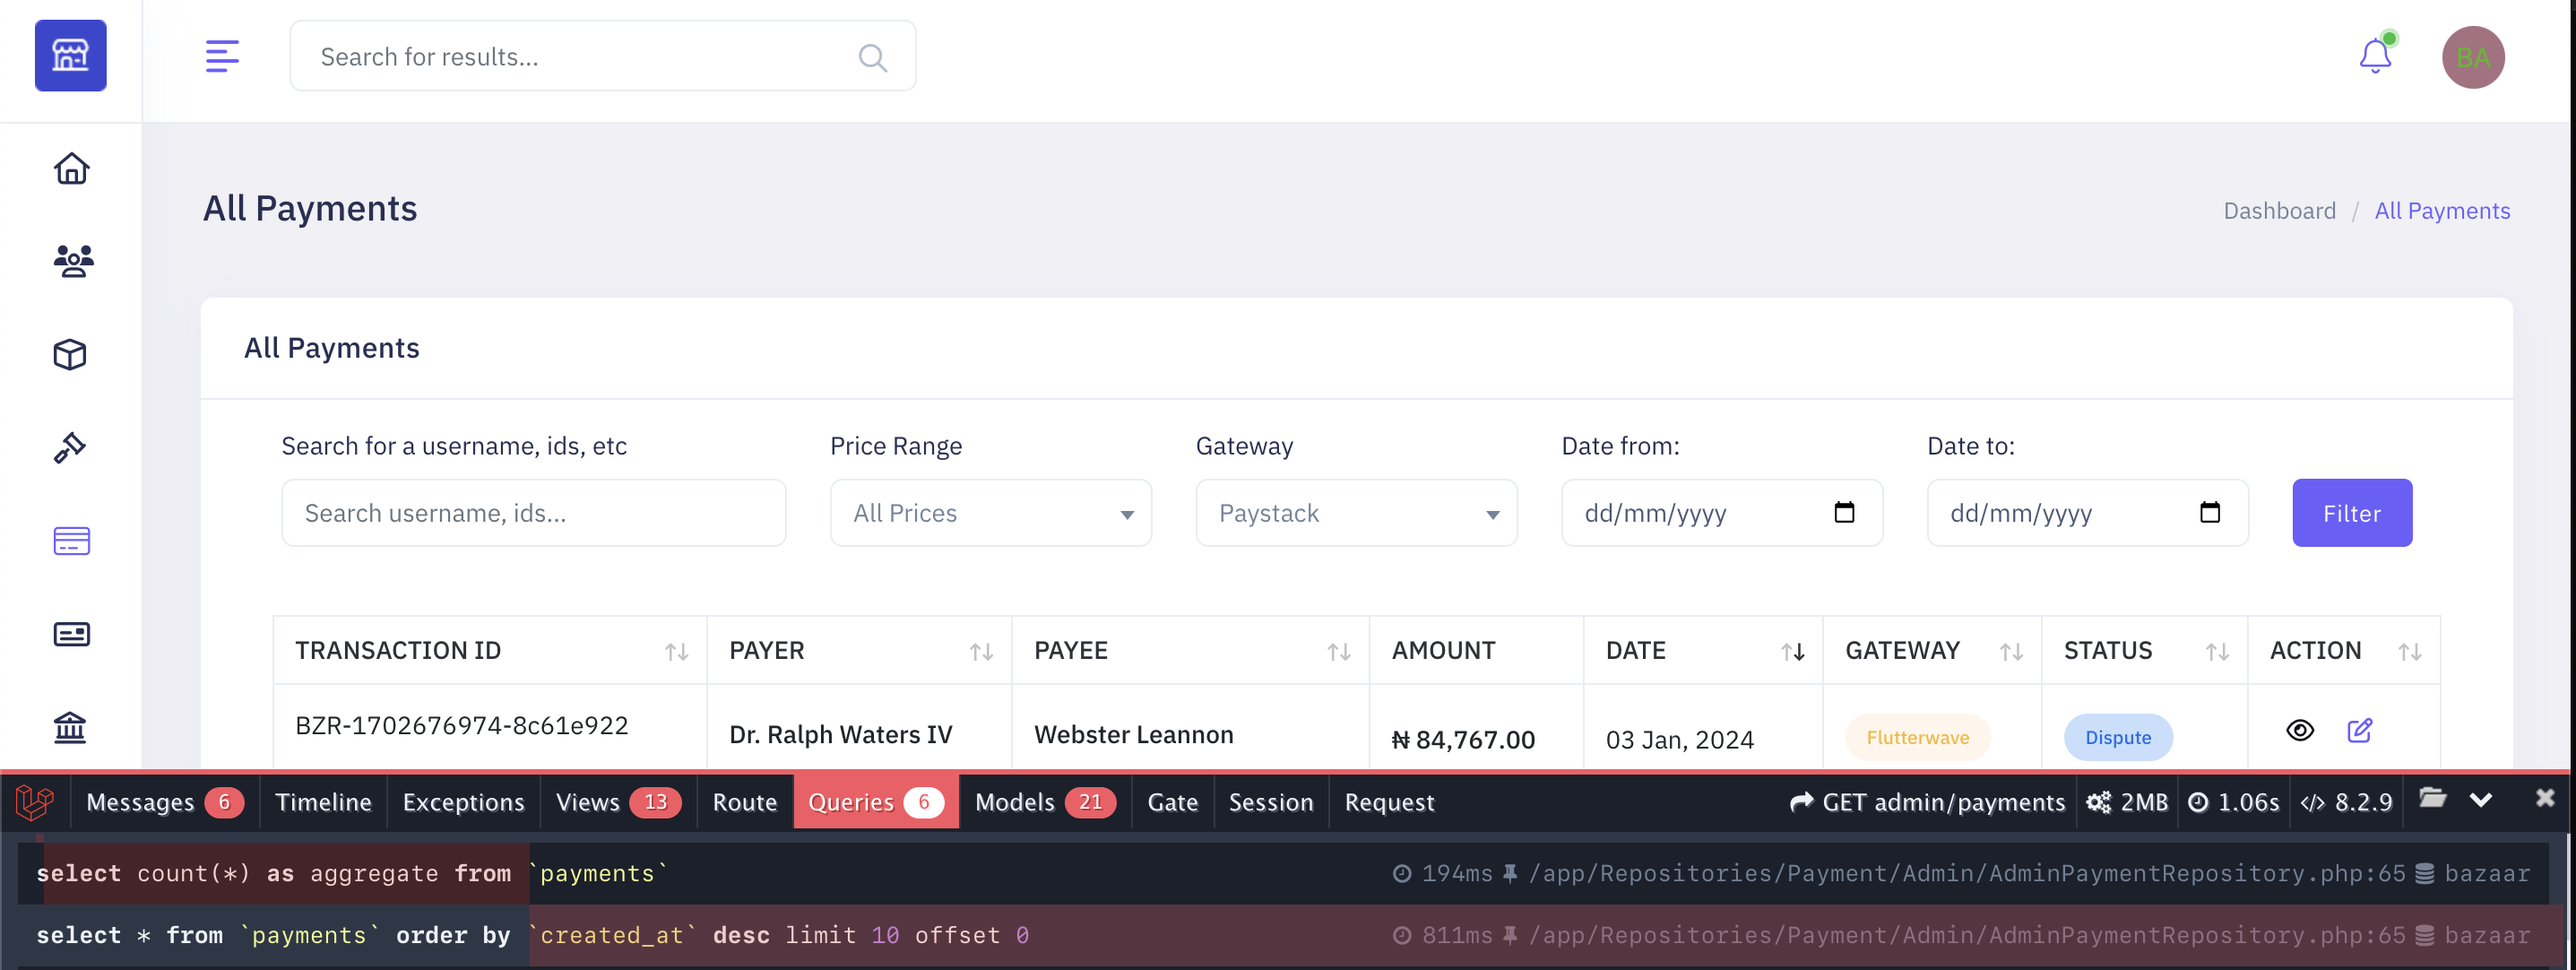 Search for results...
BA
All Payments
Dashboard / All Payments
All Payments
Search for a username, ids, etc
Price Range
Gateway
Date from:
Date to:
Search username, ids...
All Prices
Paystack
dd/mm/yyyy
dd/mm/yyyy
Filter
TRANSACTION ID PAYER PAYEE AMOUNT DATE GATEWAY STATUS ACTION
BZR-1702676974-8c61e922 Dr. Ralph Waters IV Webster Leannon ₦ 84,767.00 03 Jan, 2024 Flutterwave Dispute
Messages 6 Timeline Exceptions Views 13 Route Queries 6 Models 21 Gate Session Request GET admin/payments 2MB 1.06s </> 8.2.9
select count(*) as aggregate from `payments` 194ms /app/Repositories/Payment/Admin/AdminPaymentRepository.php:65 bazaar
select * from `payments` order by `created_at` desc limit 10 offset 0 811ms /app/Repositories/Payment/Admin/AdminPaymentRepository.php:65 bazaar